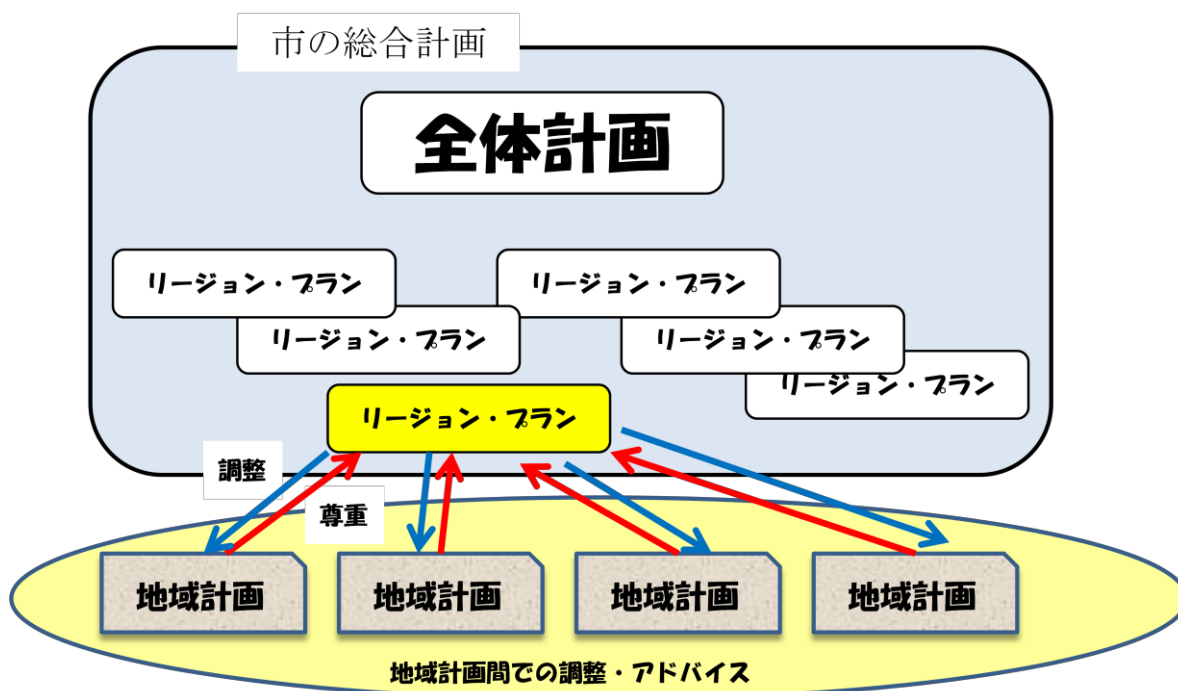 市の総合計画
全体計画
リージョン・プラン
リージョン・プラン
リージョン・プラン
リージョン・プラン
リージョン・プラン
リージョン・プラン
調整
尊重
地域計画
地域計画
地域計画
地域計画
地域計画間での調整・アドバイス